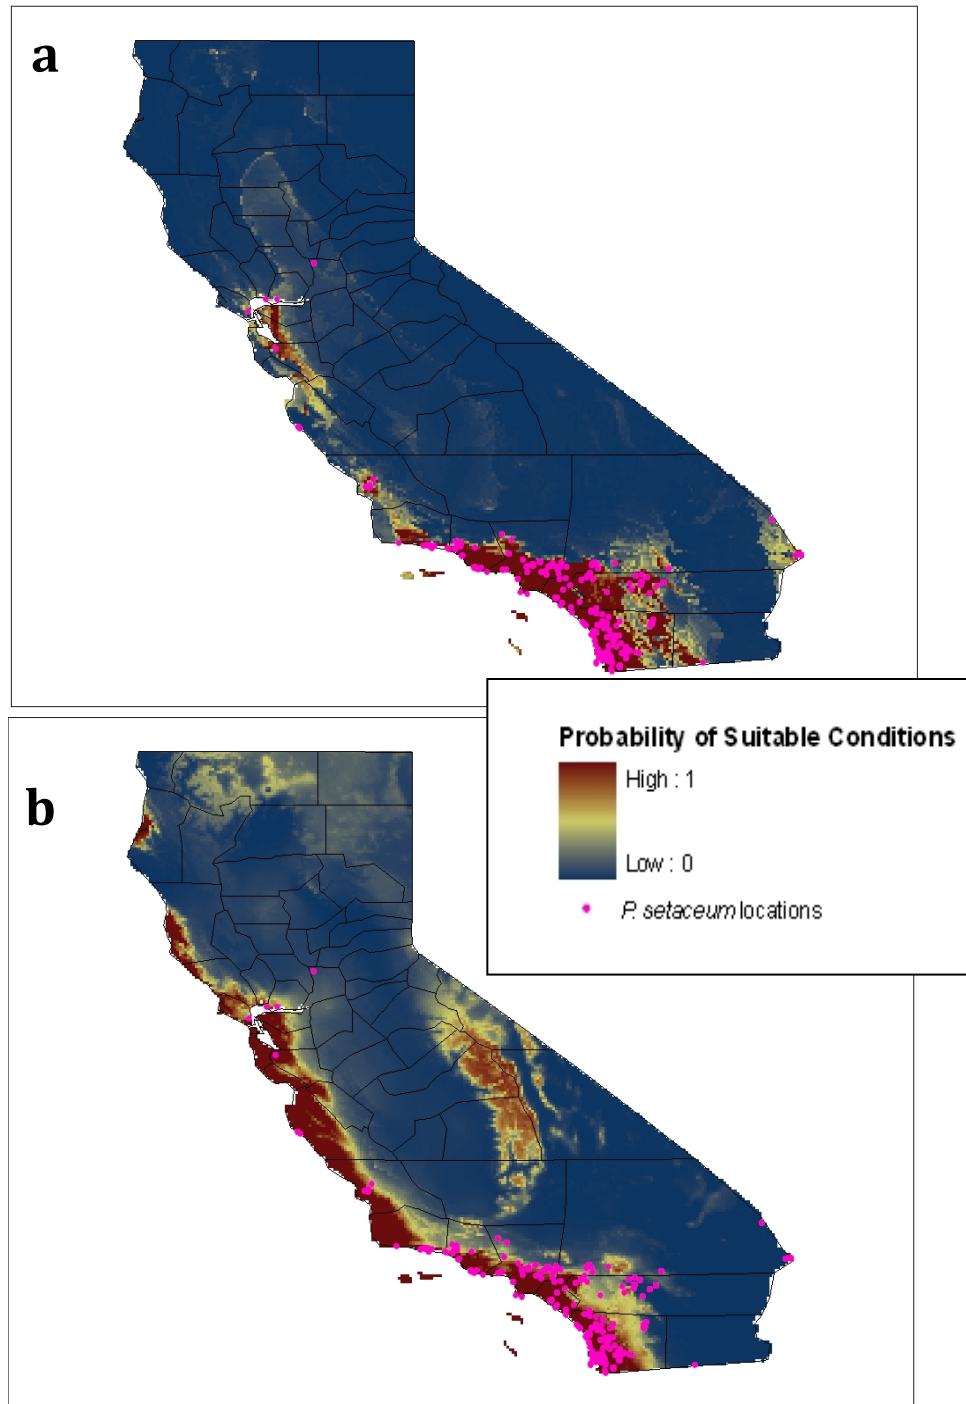 a
b
Probability of Suitable Conditions
High : 1
Low : 0
P. setaceum locations